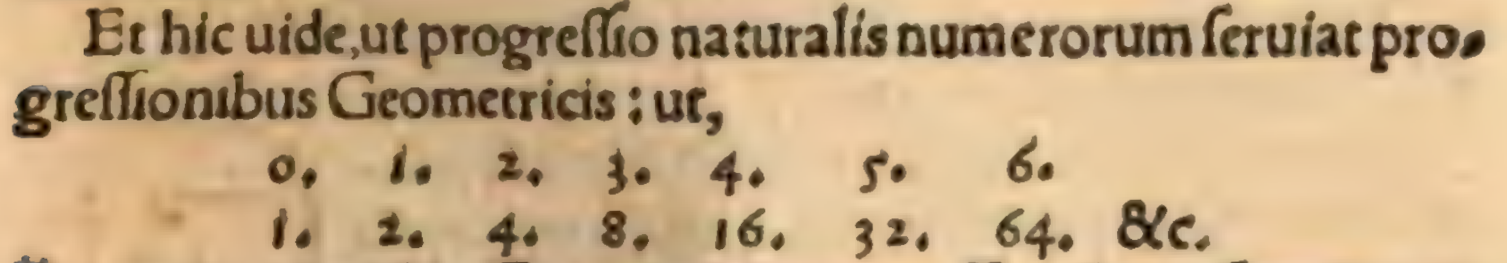 Et hic uide,ut progreſſio naturalis numerorum ſeruiat pro-
greſſionibus Geometricis : ut,
0. 1. 2. 3. 4. 5. 6.
1. 2. 4. 8. 16. 32. 64. &c.